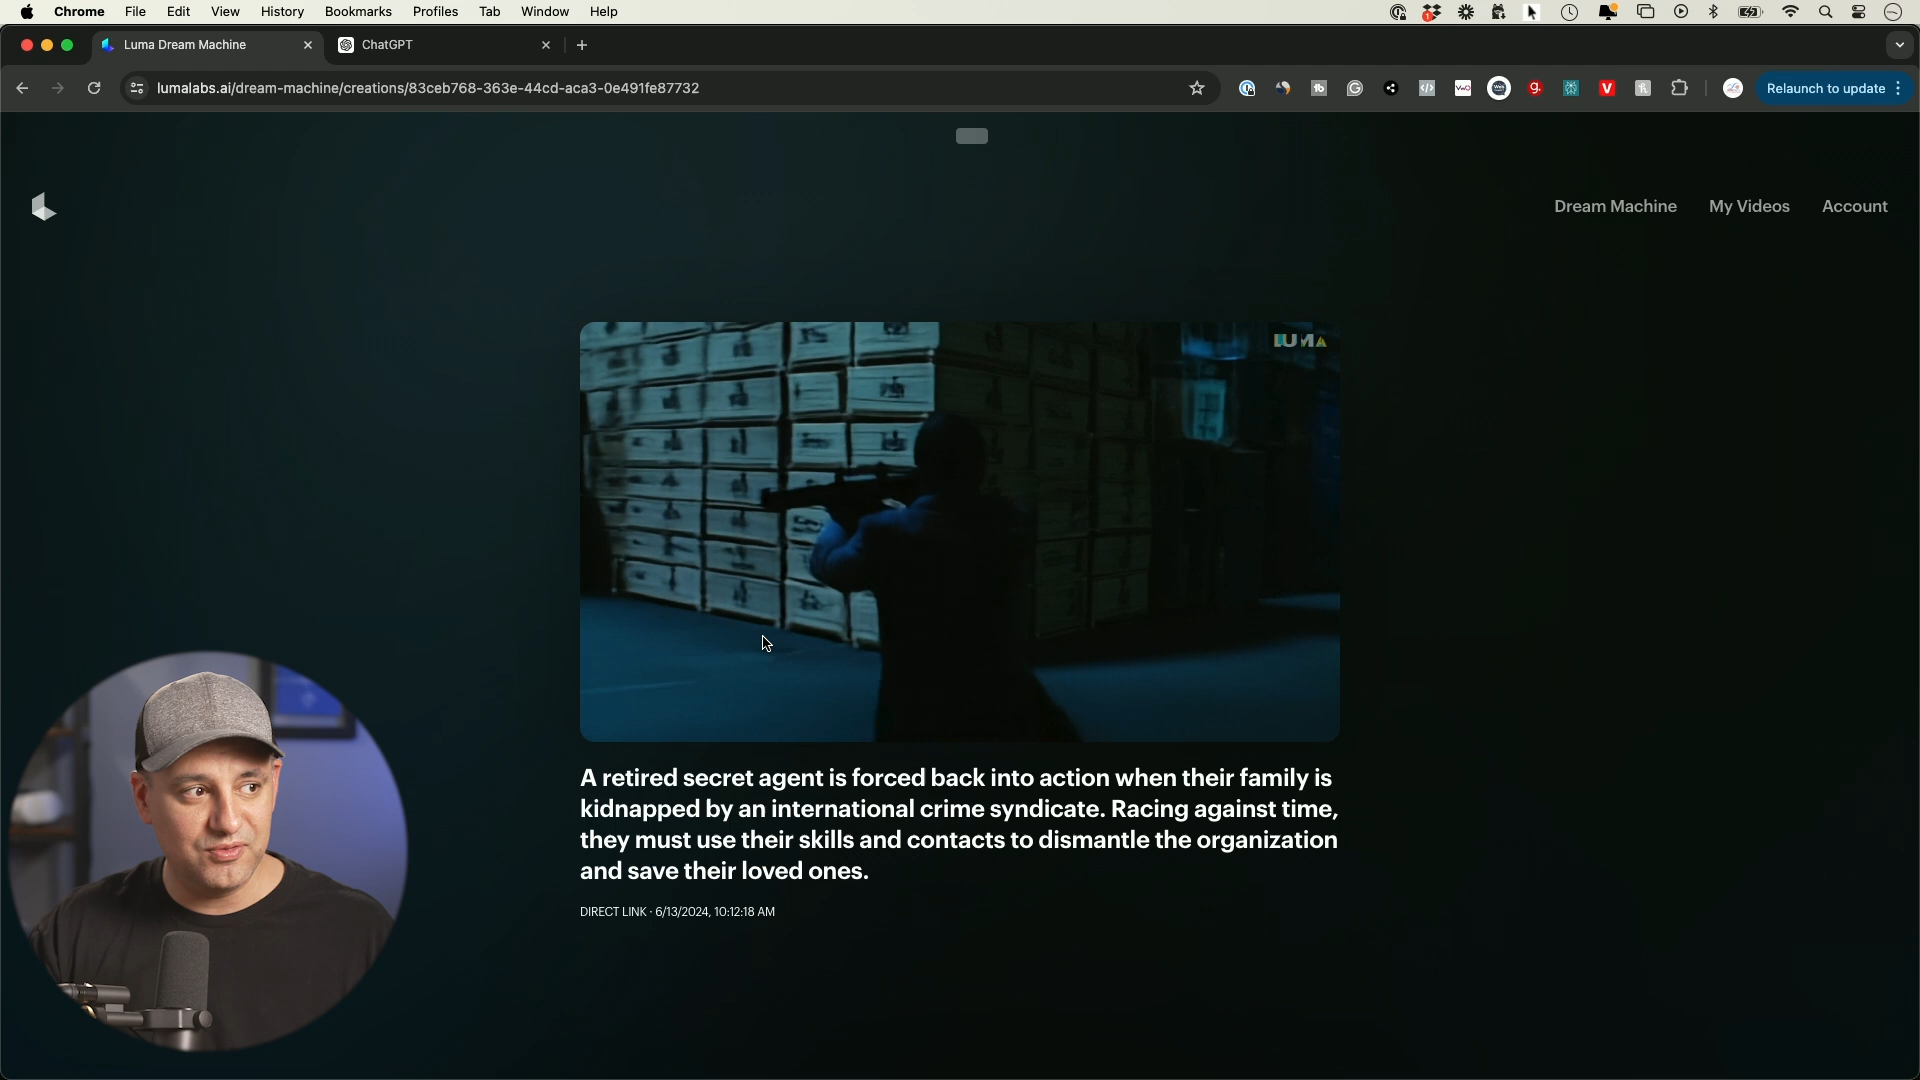 Chrome File Edit View History Bookmarks Profiles Tab Window Help
Luma Dream Machine ChatGPT
lumalabs.ai/dream-machine/creations/83ceb768-363e-44cd-aca3-0e491fe87732 Relaunch to update
Dream Machine My Videos Account
LUMA
A retired secret agent is forced back into action when their family is
kidnapped by an international crime syndicate. Racing against time,
they must use their skills and contacts to dismantle the organization
and save their loved ones.
DIRECT LINK · 6/13/2024, 10:12:18 AM